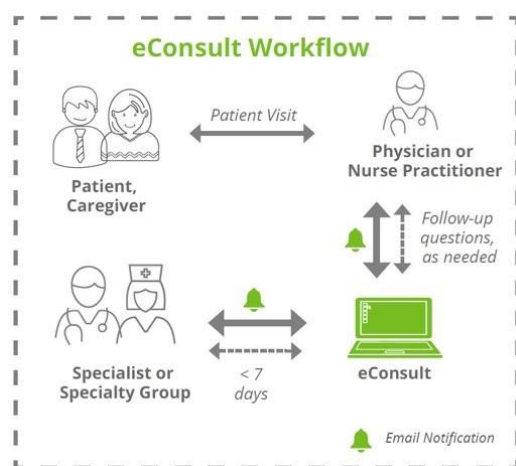 eConsult Workflow
Patient Visit
Patient,
Caregiver
Physician or
Nurse Practitioner
Follow-up
questions,
as needed
Specialist or
Specialty Group
< 7
days
eConsult
Email Notification